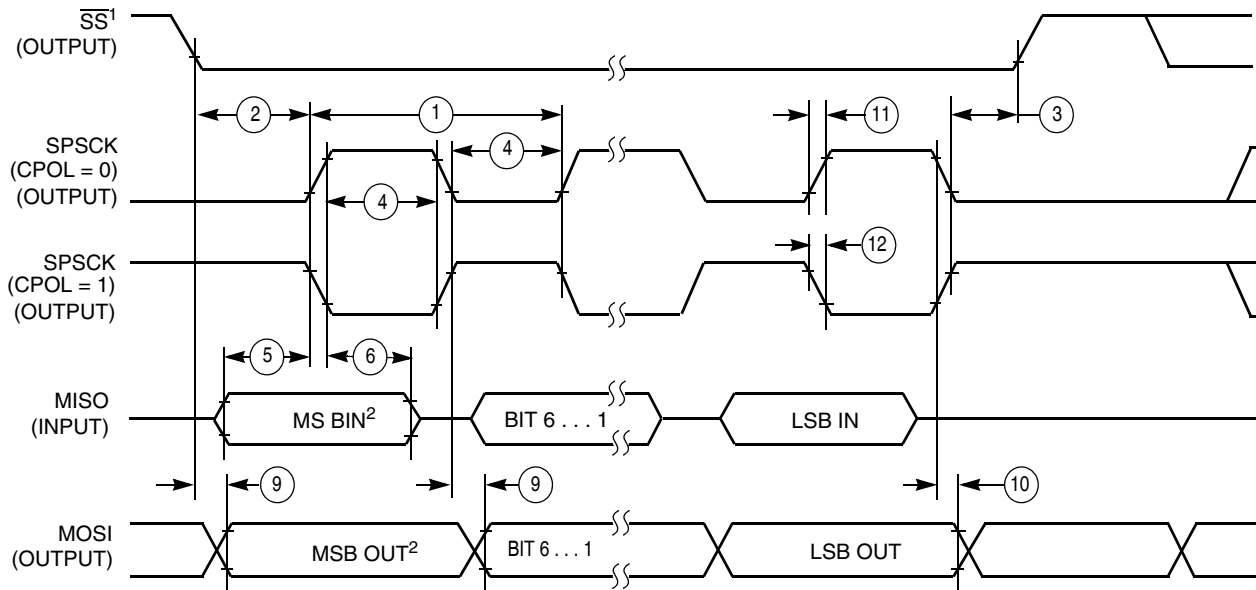 SS¹
(OUTPUT)
2
1
11
3
SPSCK
(CPOL = 0)
(OUTPUT)
4
4
12
SPSCK
(CPOL = 1)
(OUTPUT)
5
6
MISO
(INPUT)
MS BIN²
BIT 6 . . . 1
LSB IN
9
9
10
MOSI
(OUTPUT)
MSB OUT²
BIT 6 . . . 1
LSB OUT